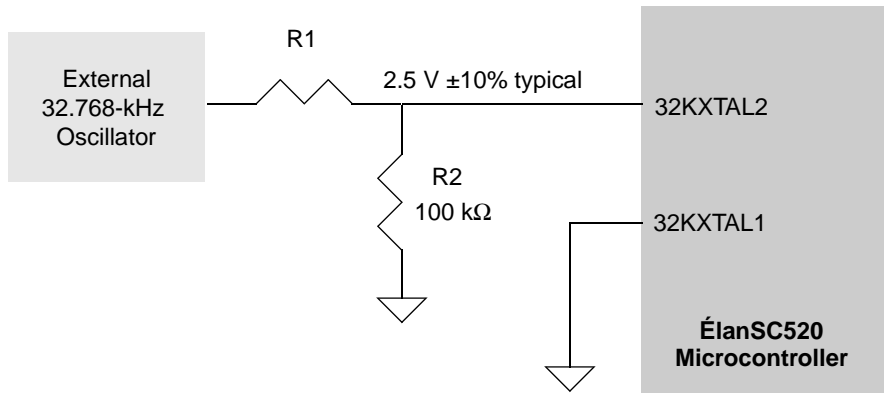 R1
External
32.768-kHz
Oscillator
2.5 V ±10% typical
32KXTAL2
R2
100 kΩ
32KXTAL1
ÉlanSC520
Microcontroller